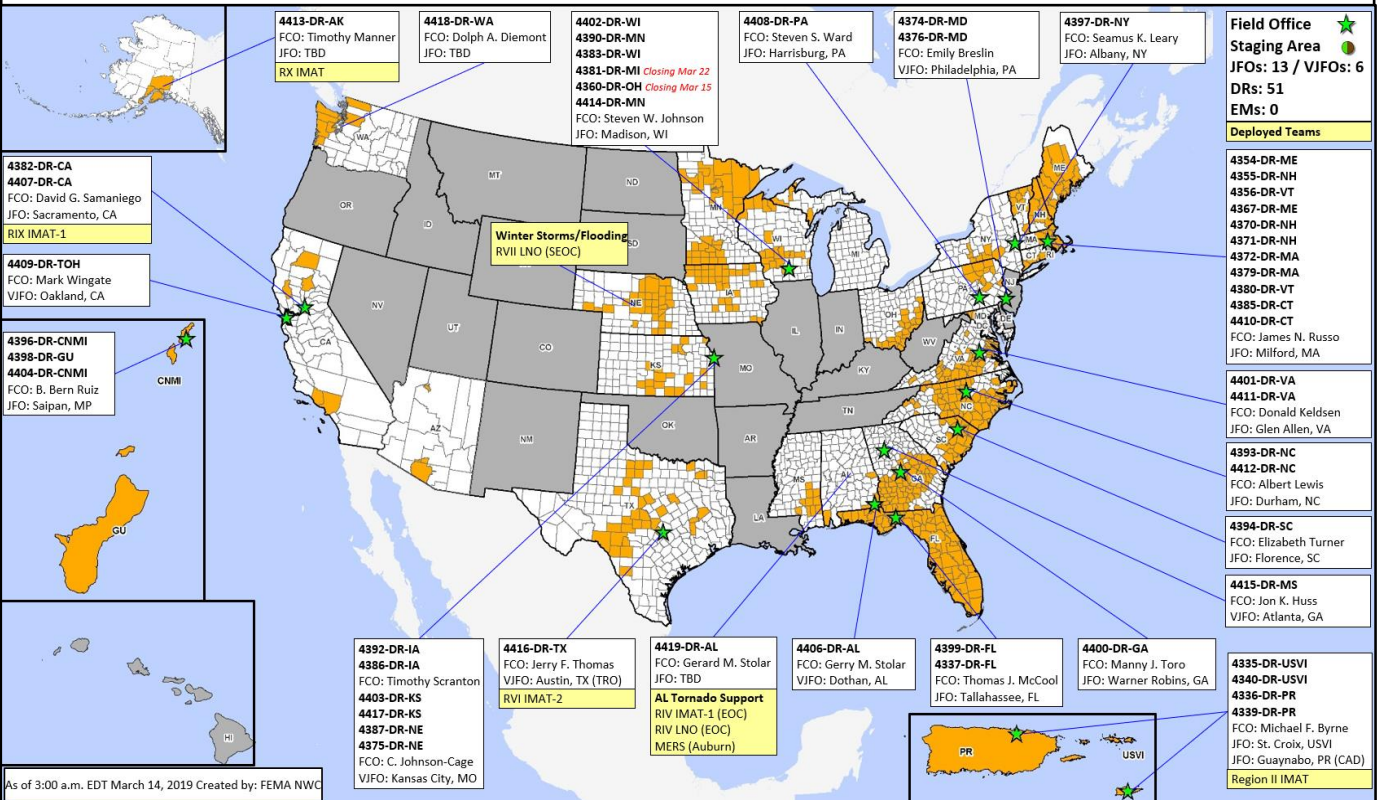 4413-DR-AK
FCO: Timothy Manner
JFO: TBD
RX IMAT
4418-DR-WA
FCO: Dolph A. Diemont
JFO: TBD
4402-DR-WI
4390-DR-MN
4383-DR-WI
4381-DR-MI Closing Mar 22
4360-DR-OH Closing Mar 15
4414-DR-MN
FCO: Steven W. Johnson
JFO: Madison, WI
4408-DR-PA
FCO: Steven S. Ward
JFO: Harrisburg, PA
4374-DR-MD
4376-DR-MD
FCO: Emily Breslin
VJFO: Philadelphia, PA
4397-DR-NY
FCO: Seamus K. Leary
JFO: Albany, NY
Field Office
Staging Area
JFOs: 13 / VJFOs: 6
DRs: 51
EMs: 0
Deployed Teams
4382-DR-CA
4407-DR-CA
FCO: David G. Samaniego
JFO: Sacramento, CA
RIX IMAT-1
4409-DR-TOH
FCO: Mark Wingate
VJFO: Oakland, CA
4396-DR-CNMI
4398-DR-GU
4404-DR-CNMI
FCO: B. Bern Ruiz
JFO: Saipan, MP
CNMI
GU
HI
Winter Storms/Flooding
RVII LNO (SEOC)
WA
MT
ND
OR
ID
SD
NV
UT
CO
CA
AZ
NM
NE
KS
OK
TX
MN
IA
WI
MI
IL
IN
OH
MO
KY
TN
AR
LA
MS
AL
GA
FL
SC
NC
VA
WV
MD
DE
PA
NJ
NY
CT
RI
MA
VT
NH
ME
4354-DR-ME
4355-DR-NH
4356-DR-VT
4367-DR-ME
4370-DR-NH
4371-DR-NH
4372-DR-MA
4379-DR-MA
4380-DR-VT
4385-DR-CT
4410-DR-CT
FCO: James N. Russo
JFO: Milford, MA
4401-DR-VA
4411-DR-VA
FCO: Donald Keldsen
JFO: Glen Allen, VA
4393-DR-NC
4412-DR-NC
FCO: Albert Lewis
JFO: Durham, NC
4394-DR-SC
FCO: Elizabeth Turner
JFO: Florence, SC
4415-DR-MS
FCO: Jon K. Huss
VJFO: Atlanta, GA
4392-DR-IA
4386-DR-IA
FCO: Timothy Scranton
4403-DR-KS
4417-DR-KS
4387-DR-NE
4375-DR-NE
FCO: C. Johnson-Cage
VJFO: Kansas City, MO
4416-DR-TX
FCO: Jerry F. Thomas
VJFO: Austin, TX (TRO)
RVI IMAT-2
4419-DR-AL
FCO: Gerard M. Stolar
JFO: TBD
AL Tornado Support
RIV IMAT-1 (EOC)
RIV LNO (EOC)
MERS (Auburn)
4406-DR-AL
FCO: Gerry M. Stolar
VJFO: Dothan, AL
4399-DR-FL
4337-DR-FL
FCO: Thomas J. McCool
JFO: Tallahassee, FL
4400-DR-GA
FCO: Manny J. Toro
JFO: Warner Robins, GA
4335-DR-USVI
4340-DR-USVI
4336-DR-PR
4339-DR-PR
FCO: Michael F. Byrne
JFO: St. Croix, USVI
JFO: Guaynabo, PR (CAD)
Region II IMAT
PR
USVI
As of 3:00 a.m. EDT March 14, 2019 Created by: FEMA NWC